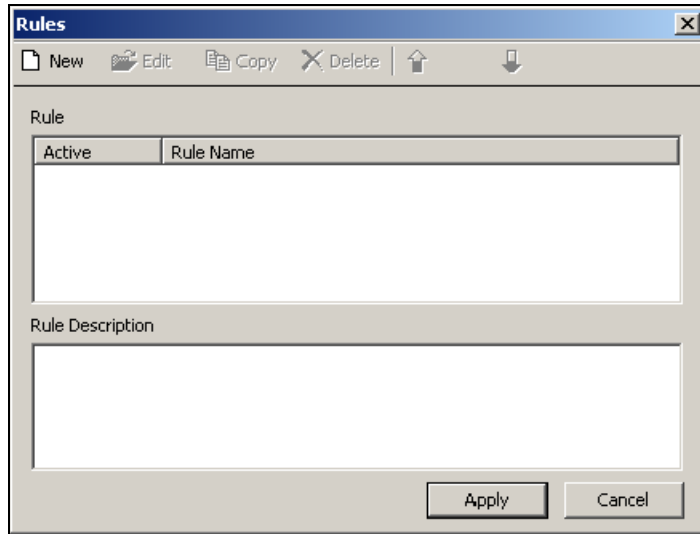 Rules
New Edit Copy Delete
Rule
Active Rule Name
Rule Description
Apply Cancel